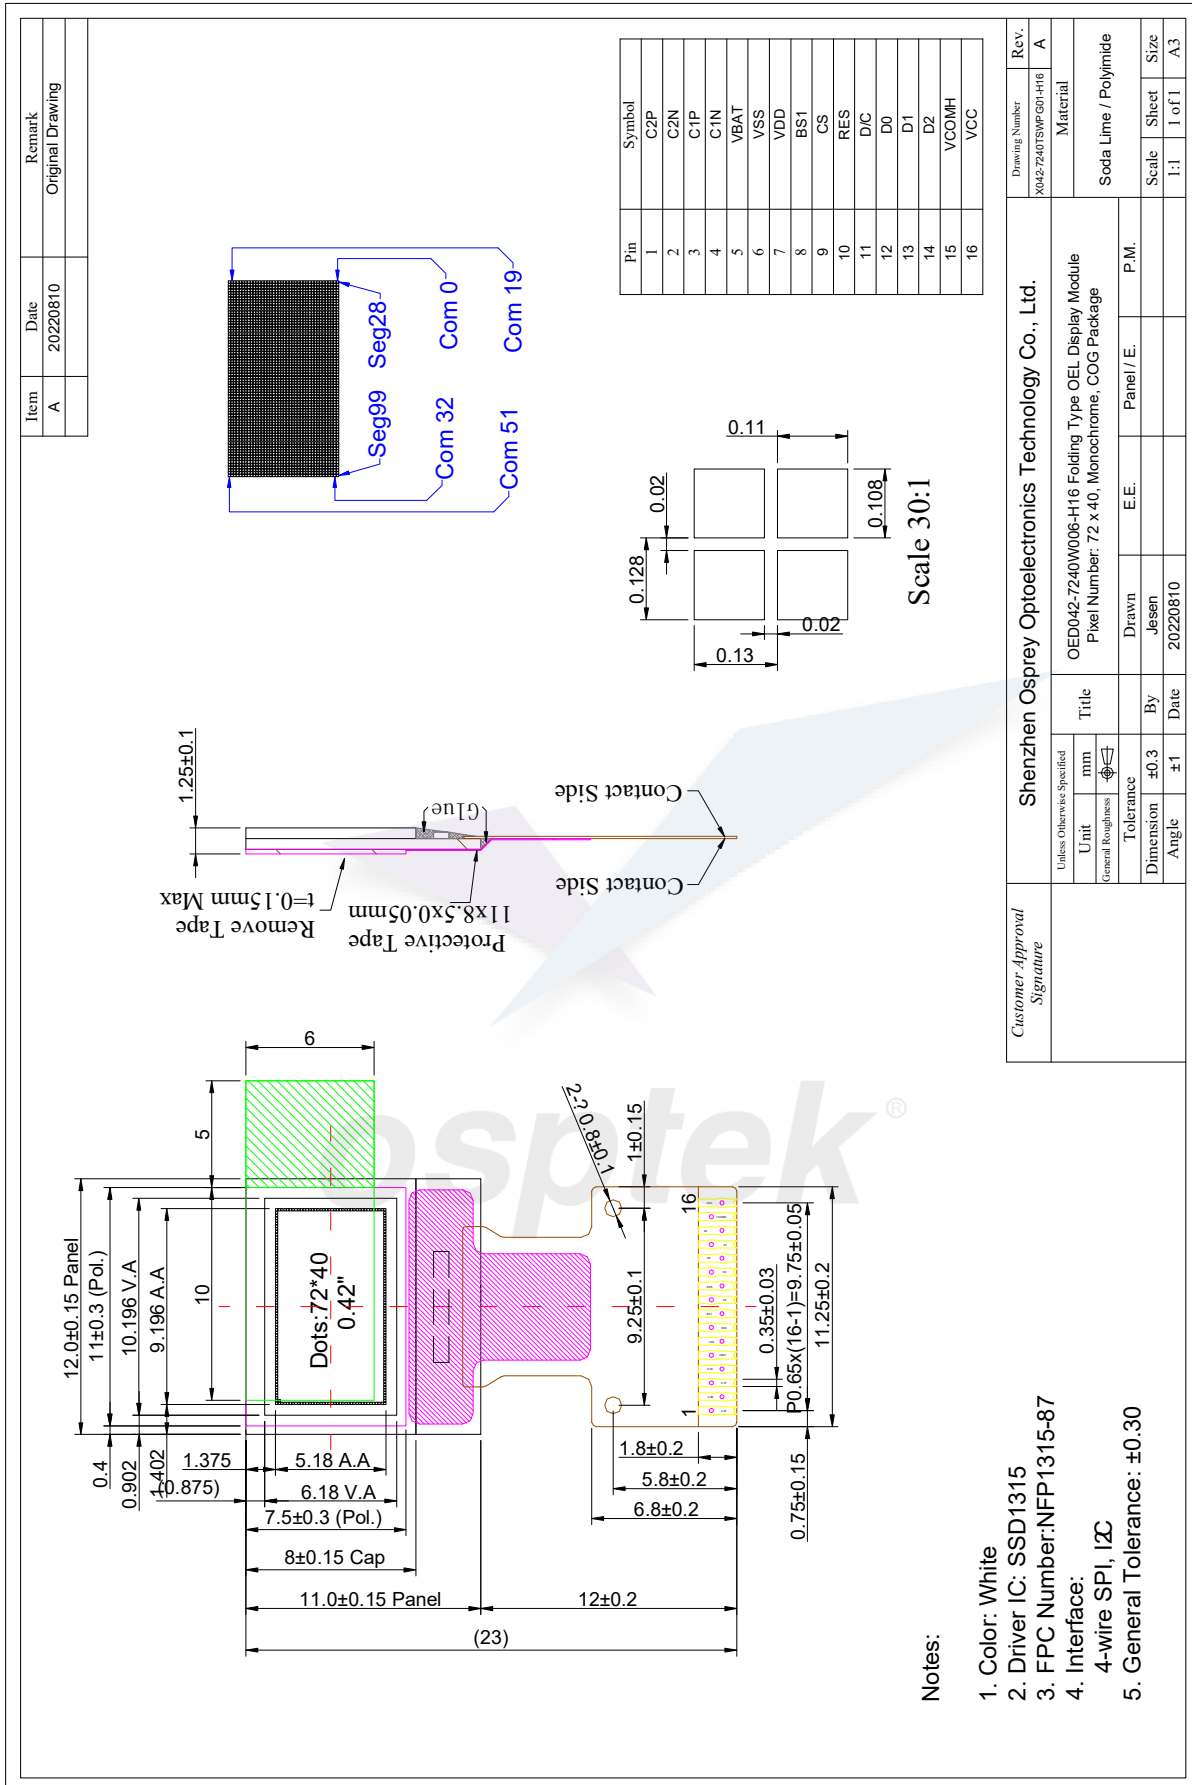 Item Date Remark
A 20220810 Original Drawing
12.0±0.15 Panel
11±0.3 (Pol.)
10.196 V.A
9.196 A.A
10
5
6
0.4
0.902
1.402
1.375
(0.875)
5.18 A.A
6.18 V.A
7.5±0.3 (Pol.)
8±0.15 Cap
11.0±0.15 Panel
12±0.2
(23)
Dots:72*40
0.42"
2-? 0.8±0.1
1±0.15
9.25±0.1
1
16
0.35±0.03
P0.65x(16-1)=9.75±0.05
11.25±0.2
0.75±0.15
1.8±0.2
5.8±0.2
6.8±0.2
1.25±0.1
Remove Tape
t=0.15mm Max
Protective Tape
11x8.5x0.05mm
Glue
Contact Side
Contact Side
Seg99
Seg28
Com 32
Com 0
Com 51
Com 19
0.128
0.02
0.11
0.13
0.02
0.108
Scale 30:1
Pin Symbol
1 C2P
2 C2N
3 C1P
4 C1N
5 VBAT
6 VSS
7 VDD
8 BS1
9 CS
10 RES
11 D/C
12 D0
13 D1
14 D2
15 VCOMH
16 VCC
osptek ®
Notes:
1. Color: White
2. Driver IC: SSD1315
3. FPC Number:NFP1315-87
4. Interface:
4-wire SPI, I2C
5. General Tolerance: ±0.30
Customer Approval
Signature
Shenzhen Osprey Optoelectronics Technology Co., Ltd.
Drawing Number Rev.
X042-7240TSWPG01-H16 A
Unless Otherwise Specified
Unit mm
General Roughness
Tolerance
Dimension ±0.3
Angle ±1
Title
OED042-7240W006-H16 Folding Type OEL Display Module
Pixel Number: 72 x 40, Monochrome, COG Package
Material
Soda Lime / Polyimide
Drawn E.E. Panel / E. P.M.
By Jesen
Date 20220810
Scale Sheet Size
1:1 1 of 1 A3